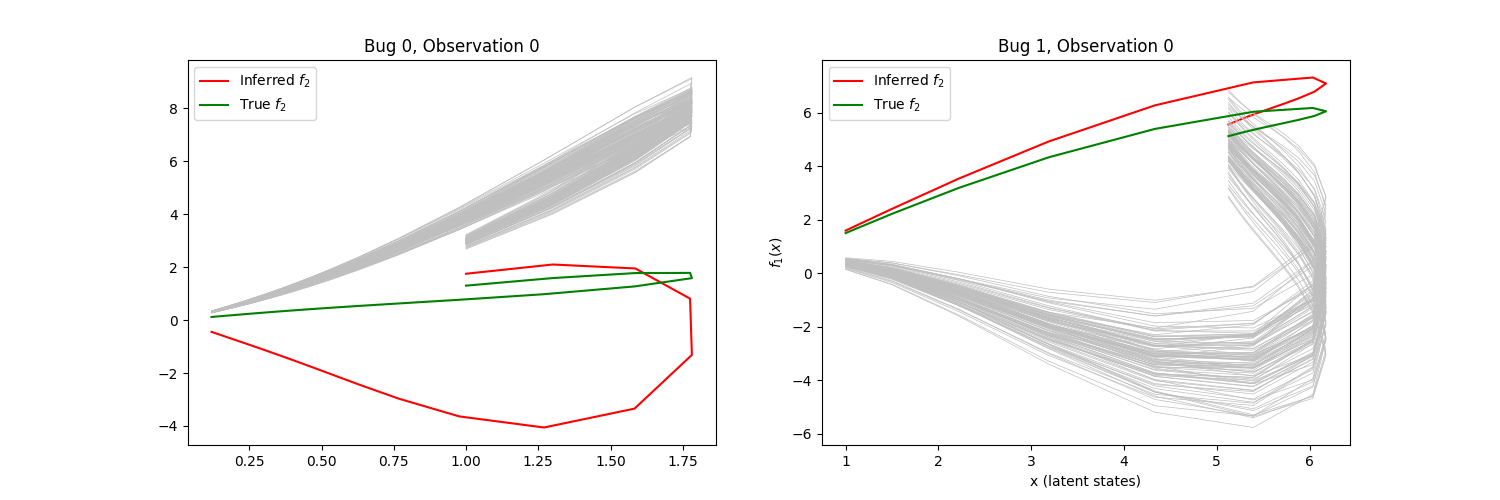 Bug 0, Observation 0
Inferred f₂
True f₂
8
6
4
2
0
−2
−4
0.25 0.50 0.75 1.00 1.25 1.50 1.75
Bug 1, Observation 0
Inferred f₂
True f₂
f₁(x)
6
4
2
0
−2
−4
−6
1 2 3 4 5 6
x (latent states)